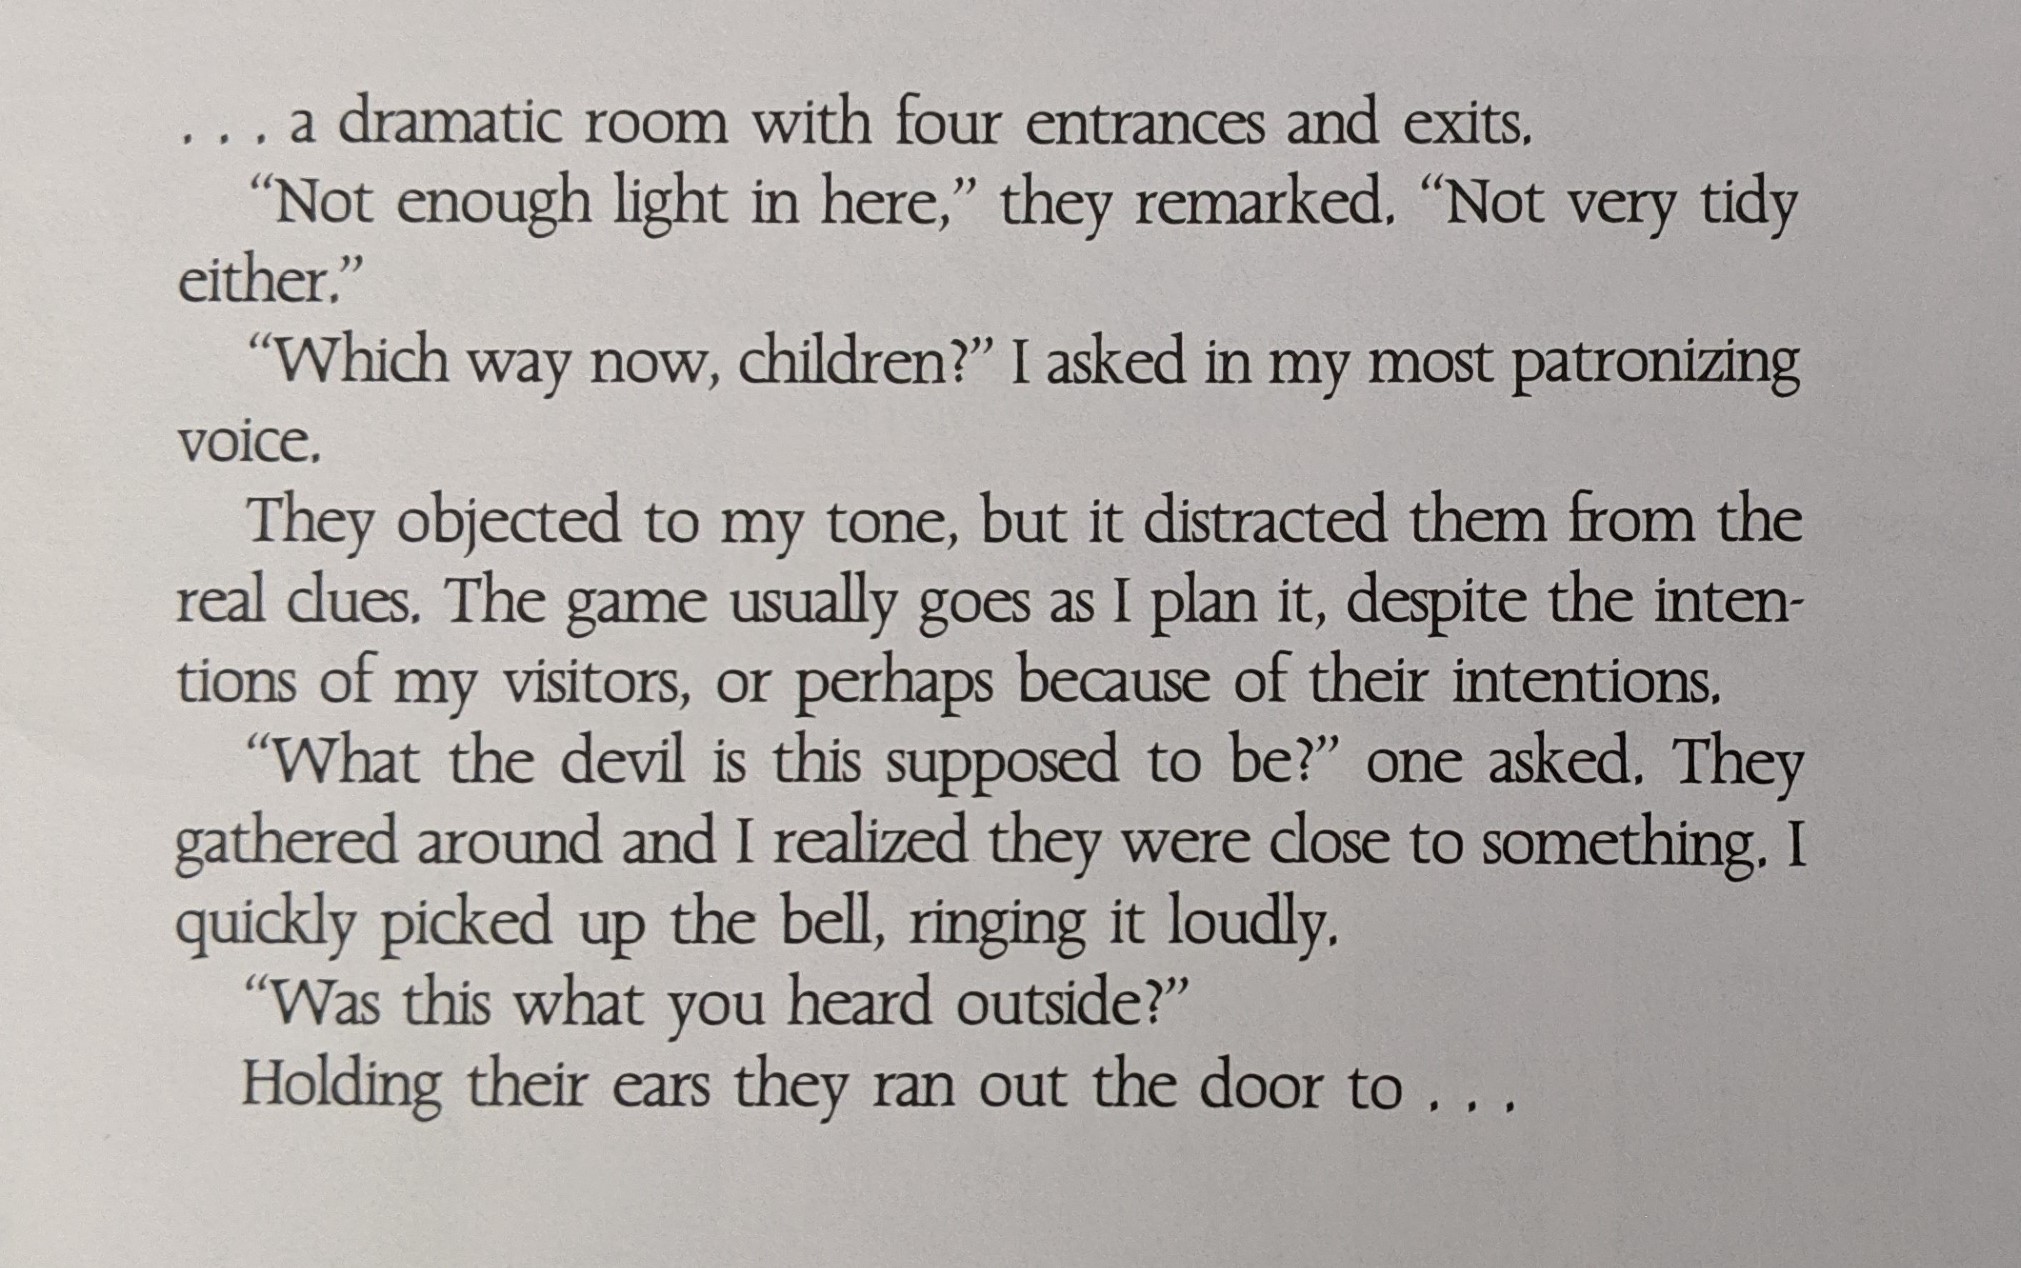 . . . a dramatic room with four entrances and exits.
“Not enough light in here,” they remarked. “Not very tidy
either.”
“Which way now, children?” I asked in my most patronizing
voice.
They objected to my tone, but it distracted them from the
real clues. The game usually goes as I plan it, despite the inten-
tions of my visitors, or perhaps because of their intentions.
“What the devil is this supposed to be?” one asked. They
gathered around and I realized they were close to something. I
quickly picked up the bell, ringing it loudly.
“Was this what you heard outside?”
Holding their ears they ran out the door to . . .